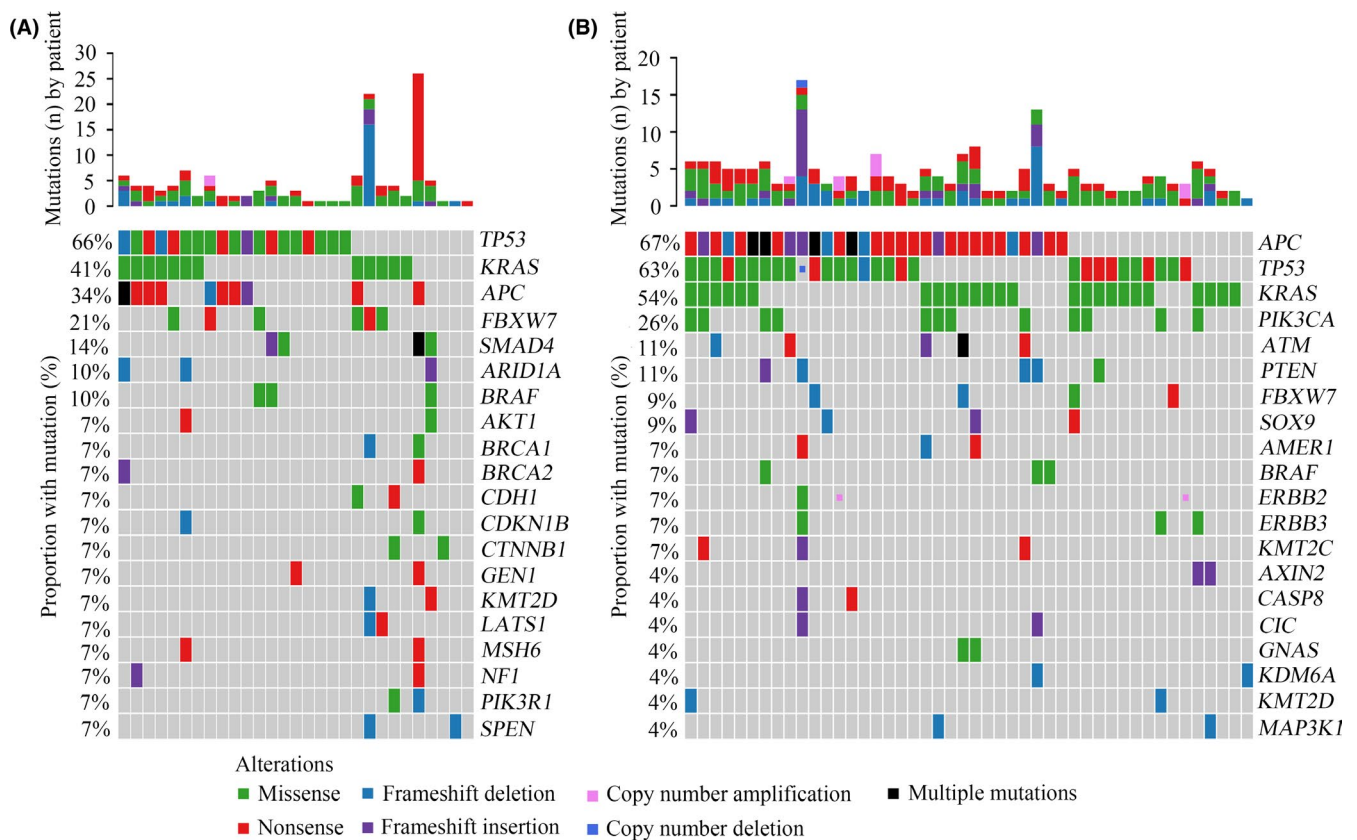 (A)
Mutations (n) by patient
30
25
20
15
10
5
0
Proportion with mutation (%)
66% TP53
41% KRAS
34% APC
21% FBXW7
14% SMAD4
10% ARID1A
10% BRAF
7% AKT1
7% BRCA1
7% BRCA2
7% CDH1
7% CDKN1B
7% CTNNB1
7% GEN1
7% KMT2D
7% LATS1
7% MSH6
7% NF1
7% PIK3R1
7% SPEN
(B)
Mutations (n) by patient
20
15
10
5
0
Proportion with mutation (%)
67% APC
63% TP53
54% KRAS
26% PIK3CA
11% ATM
11% PTEN
9% FBXW7
9% SOX9
7% AMER1
7% BRAF
7% ERBB2
7% ERBB3
7% KMT2C
4% AXIN2
4% CASP8
4% CIC
4% GNAS
4% KDM6A
4% KMT2D
4% MAP3K1
Alterations
Missense Frameshift deletion Copy number amplification Multiple mutations
Nonsense Frameshift insertion Copy number deletion